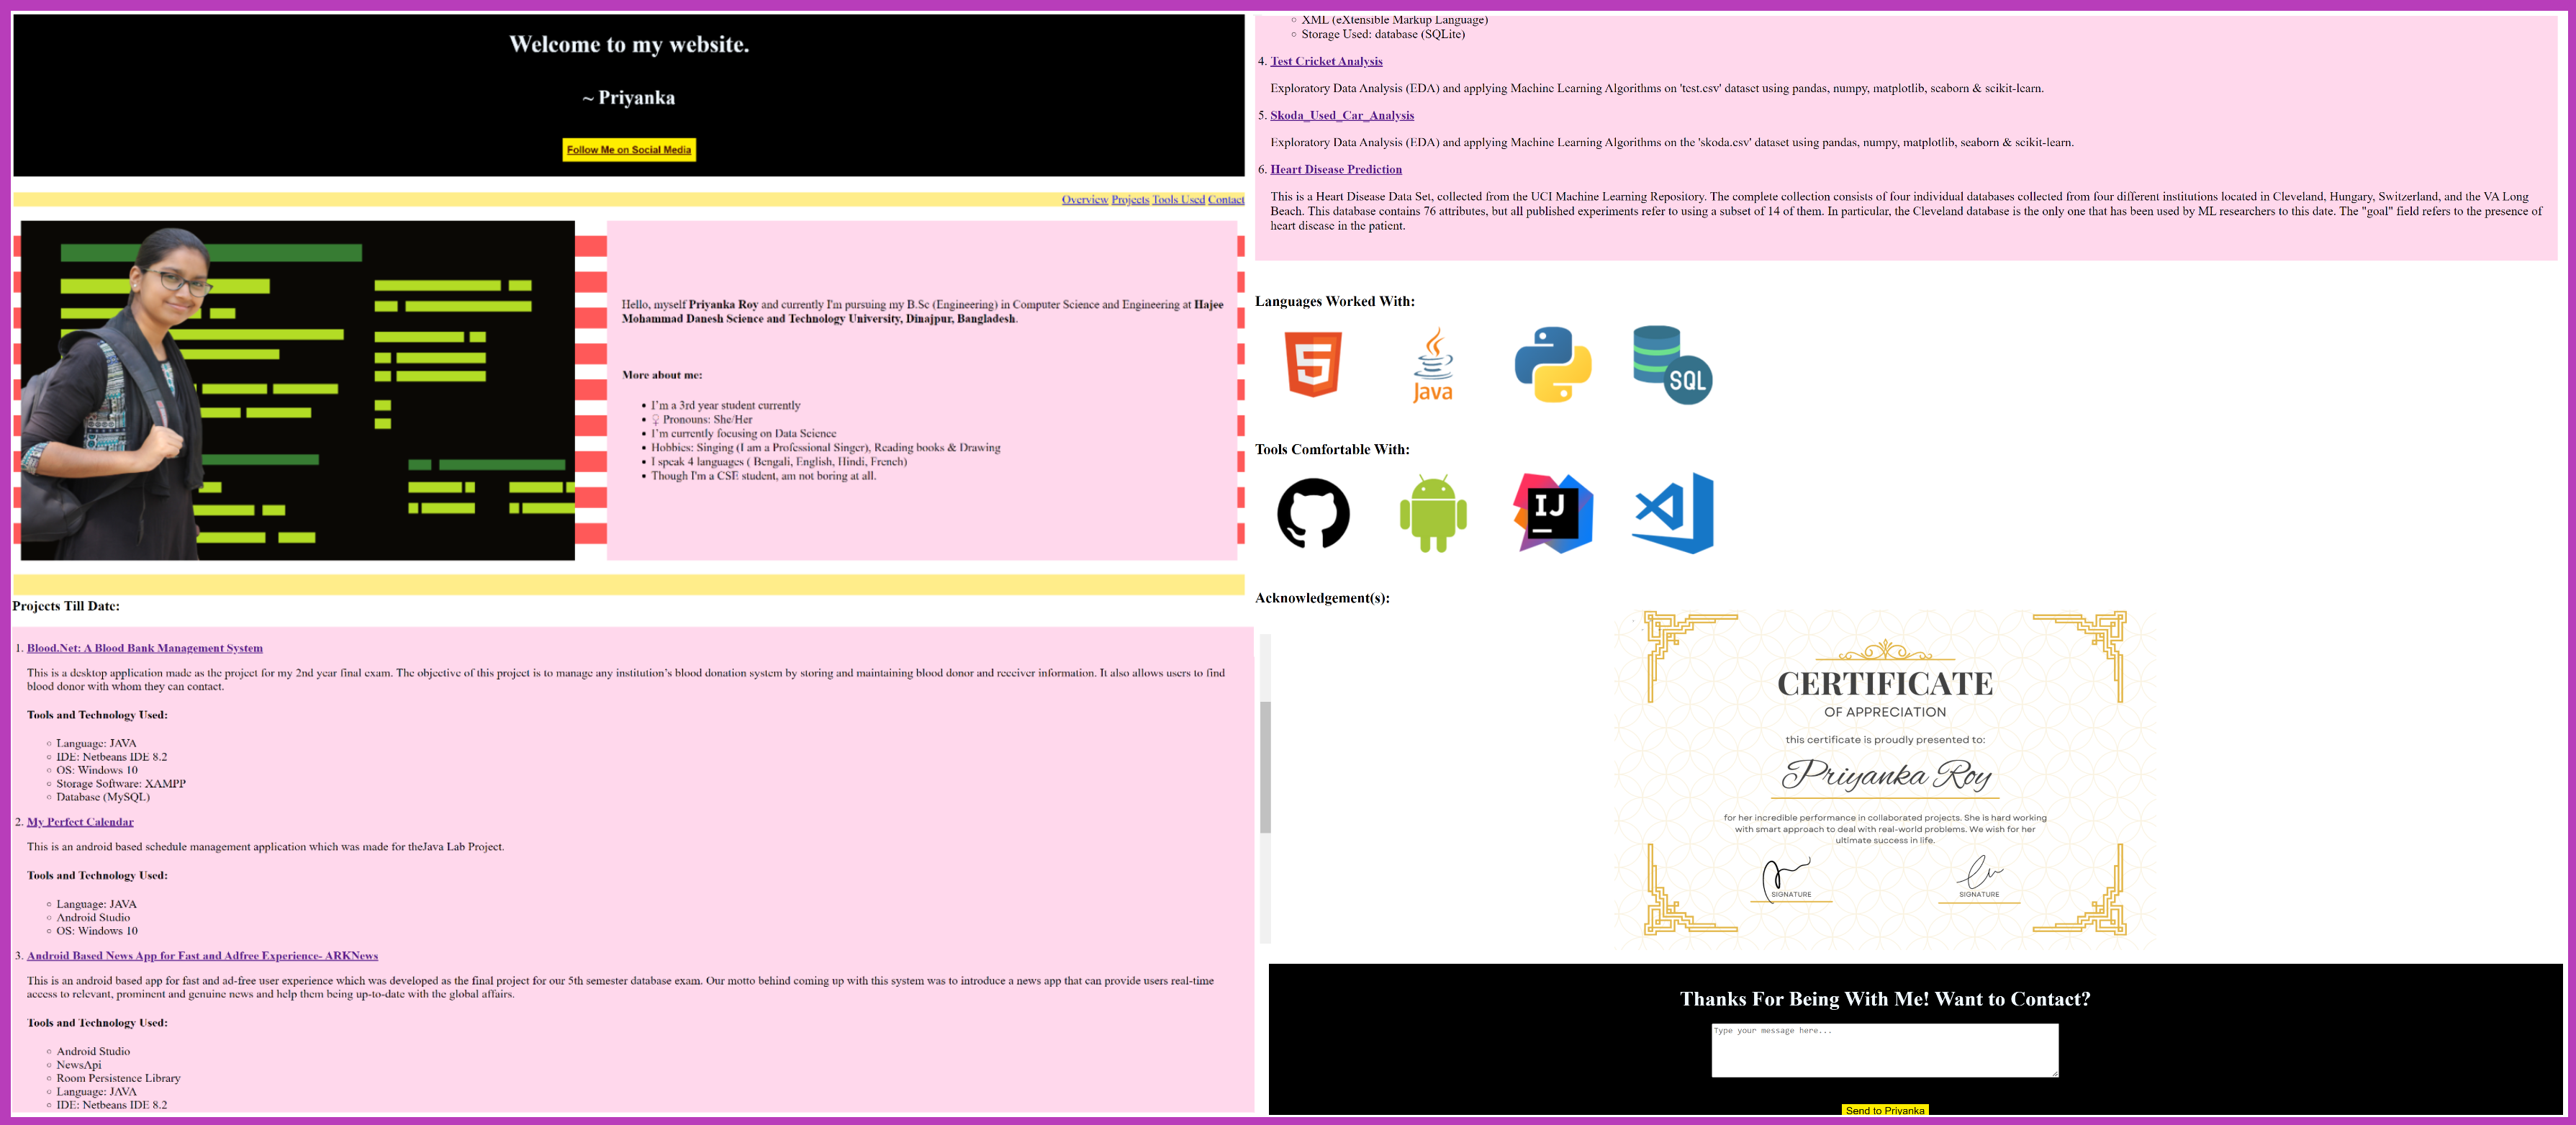 Welcome to my website.
~ Priyanka
Follow Me on Social Media
Overview Projects Tools Used Contact
Hello, myself Priyanka Roy and currently I'm pursuing my B.Sc (Engineering) in Computer Science and Engineering at Hajee
Mohammad Danesh Science and Technology University, Dinajpur, Bangladesh.
More about me:
• I'm a 3rd year student currently
• ♀ Pronouns: She/Her
• I'm currently focusing on Data Science
• Hobbies: Singing (I am a Professional Singer), Reading books & Drawing
• I speak 4 languages ( Bengali, English, Hindi, French)
• Though I'm a CSE student, am not boring at all.
Projects Till Date:
1. Blood.Net: A Blood Bank Management System
This is a desktop application made as the project for my 2nd year final exam. The objective of this project is to manage any institution's blood donation system by storing and maintaining blood donor and receiver information. It also allows users to find
blood donor with whom they can contact.
Tools and Technology Used:
○ Language: JAVA
○ IDE: Netbeans IDE 8.2
○ OS: Windows 10
○ Storage Software: XAMPP
○ Database (MySQL)
2. My Perfect Calendar
This is an android based schedule management application which was made for theJava Lab Project.
Tools and Technology Used:
○ Language: JAVA
○ Android Studio
○ OS: Windows 10
3. Android Based News App for Fast and Adfree Experience- ARKNews
This is an android based app for fast and ad-free user experience which was developed as the final project for our 5th semester database exam. Our motto behind coming up with this system was to introduce a news app that can provide users real-time
access to relevant, prominent and genuine news and help them being up-to-date with the global affairs.
Tools and Technology Used:
○ Android Studio
○ NewsApi
○ Room Persistence Library
○ Language: JAVA
○ IDE: Netbeans IDE 8.2
○ XML (eXtensible Markup Language)
○ Storage Used: database (SQLite)
4. Test Cricket Analysis
Exploratory Data Analysis (EDA) and applying Machine Learning Algorithms on 'test.csv' dataset using pandas, numpy, matplotlib, seaborn & scikit-learn.
5. Skoda_Used_Car_Analysis
Exploratory Data Analysis (EDA) and applying Machine Learning Algorithms on the 'skoda.csv' dataset using pandas, numpy, matplotlib, seaborn & scikit-learn.
6. Heart Disease Prediction
This is a Heart Disease Data Set, collected from the UCI Machine Learning Repository. The complete collection consists of four individual databases collected from four different institutions located in Cleveland, Hungary, Switzerland, and the VA Long
Beach. This database contains 76 attributes, but all published experiments refer to using a subset of 14 of them. In particular, the Cleveland database is the only one that has been used by ML researchers to this date. The "goal" field refers to the presence of
heart disease in the patient.
Languages Worked With:
5
Java
SQL
Tools Comfortable With:
IJ
Acknowledgement(s):
CERTIFICATE
OF APPRECIATION
this certificate is proudly presented to:
Priyanka Roy
for her incredible performance in collaborated projects. She is hard working
with smart approach to deal with real-world problems. We wish for her
ultimate success in life.
SIGNATURE SIGNATURE
Thanks For Being With Me! Want to Contact?
Type your message here...
Send to Priyanka